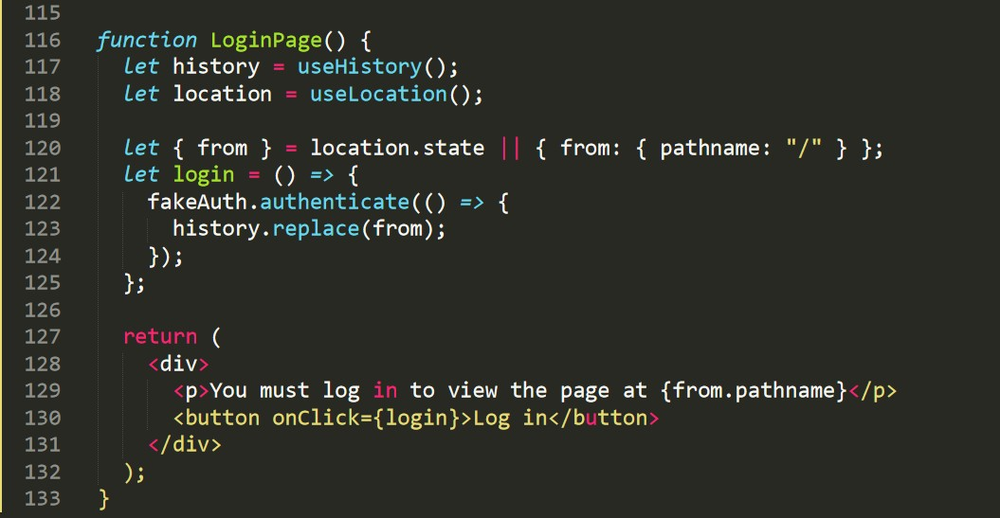 115
116 function LoginPage() {
117   let history = useHistory();
118   let location = useLocation();
119
120   let { from } = location.state || { from: { pathname: "/" } };
121   let login = () => {
122     fakeAuth.authenticate(() => {
123       history.replace(from);
124     });
125   };
126
127   return (
128     <div>
129       <p>You must log in to view the page at {from.pathname}</p>
130       <button onClick={login}>Log in</button>
131     </div>
132   );
133 }